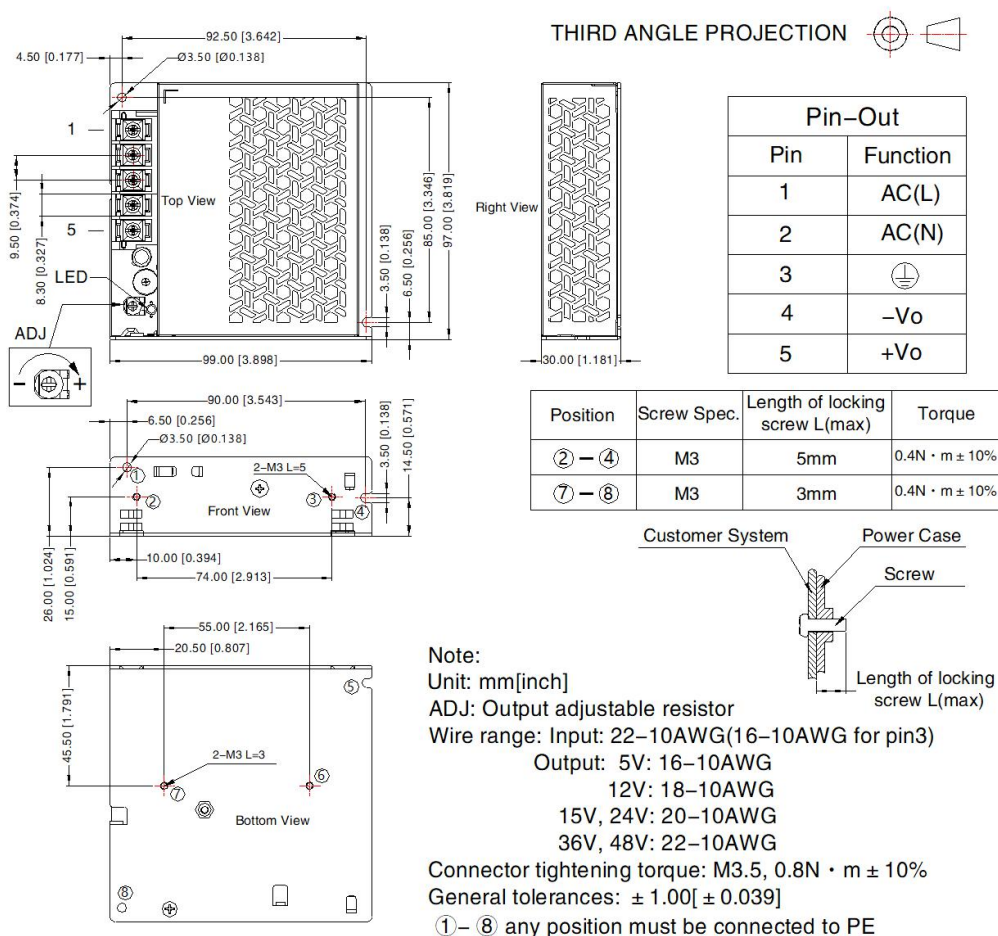 THIRD ANGLE PROJECTION
92.50 [3.642]
4.50 [0.177]
Ø3.50 [Ø0.138]
1
5
9.50 [0.374]
8.30 [0.327]
LED
ADJ
- +
Top View
85.00 [3.346]
97.00 [3.819]
3.50 [0.138]
6.50 [0.256]
99.00 [3.898]
Right View
30.00 [1.181]
Pin-Out
Pin Function
1 AC(L)
2 AC(N)
3
4 -Vo
5 +Vo
Position Screw Spec. Length of locking screw L(max) Torque
②-④ M3 5mm 0.4N·m±10%
⑦-⑧ M3 3mm 0.4N·m±10%
90.00 [3.543]
6.50 [0.256]
Ø3.50 [Ø0.138]
2-M3 L=5
① ② ③ ④
Front View
3.50 [0.138]
14.50 [0.571]
26.00 [1.024]
15.00 [0.591]
10.00 [0.394]
74.00 [2.913]
Customer System
Power Case
Screw
Length of locking
screw L(max)
55.00 [2.165]
20.50 [0.807]
45.50 [1.791]
2-M3 L=3
⑤
⑥
⑦
⑧
Bottom View
Note:
Unit: mm[inch]
ADJ: Output adjustable resistor
Wire range: Input: 22-10AWG(16-10AWG for pin3)
Output: 5V: 16-10AWG
12V: 18-10AWG
15V, 24V: 20-10AWG
36V, 48V: 22-10AWG
Connector tightening torque: M3.5, 0.8N·m±10%
General tolerances: ±1.00[±0.039]
①-⑧ any position must be connected to PE